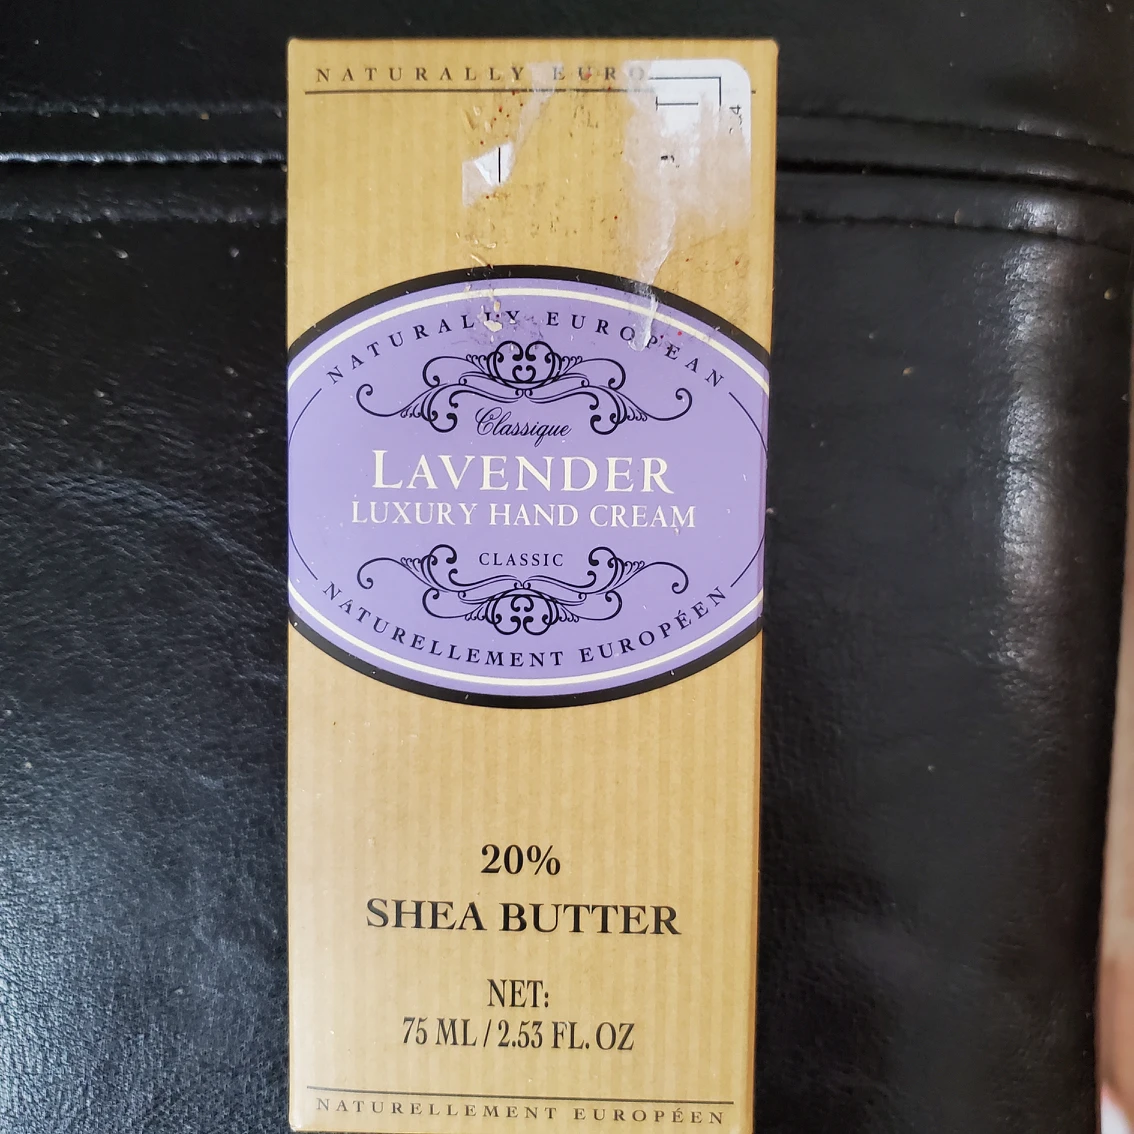 NATURALLY EURO
NATURALLY EUROPEAN
Classique
LAVENDER
LUXURY HAND CREAM
CLASSIC
NATURELLEMENT EUROPÉEN
20%
SHEA BUTTER
NET:
75 ML / 2.53 FL. OZ
NATURELLEMENT EUROPÉEN